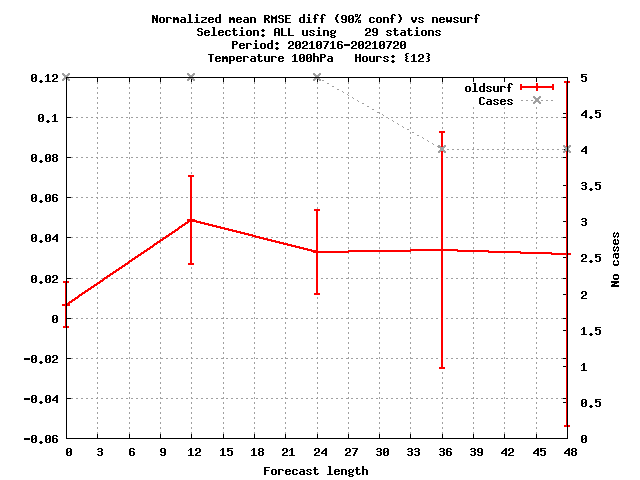 Normalized mean RMSE diff (90% conf) vs newsurf
Selection: ALL using    29 stations
Period: 20210716-20210720
Temperature 100hPa   Hours: {12}
oldsurf
Cases
0.12
0.1
0.08
0.06
0.04
0.02
0
-0.02
-0.04
-0.06
5
4.5
4
3.5
3
2.5
2
1.5
1
0.5
0
No cases
0 3 6 9 12 15 18 21 24 27 30 33 36 39 42 45 48
Forecast length